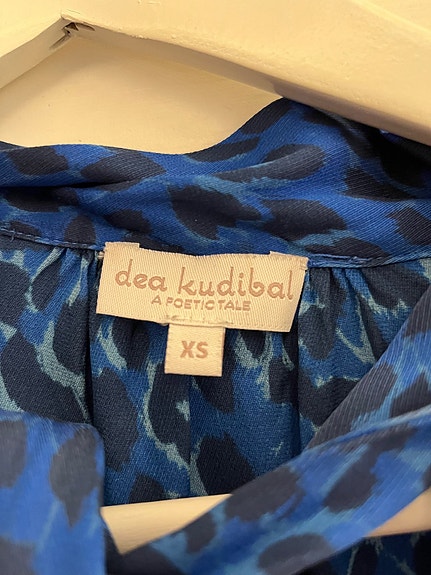 dea kudibal
A POETIC TALE
XS